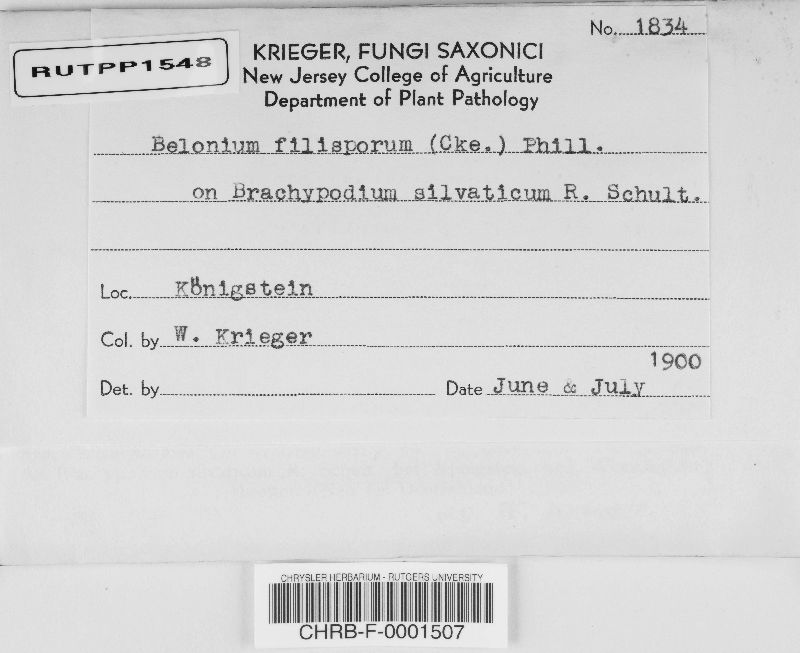 No. 1834
RUTPP1548
KRIEGER, FUNGI SAXONICI
New Jersey College of Agriculture
Department of Plant Pathology
Belonium filisporum (Cke.) Phill.
on Brachypodium silvaticum R. Schult.
Loc. Königstein
Col. by W. Krieger
1900
Det. by Date June & July
CHRYSLER HERBARIUM - RUTGERS UNIVERSITY
CHRB-F-0001507